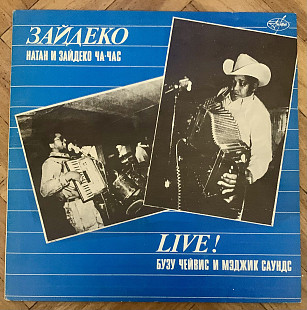 ЗАЙДЕКО
НАТАН И ЗАЙДЕКО ЧА-ЧАС
LIVE!
БУЗУ ЧЕЙВИС И МЭДЖИК САУНДС